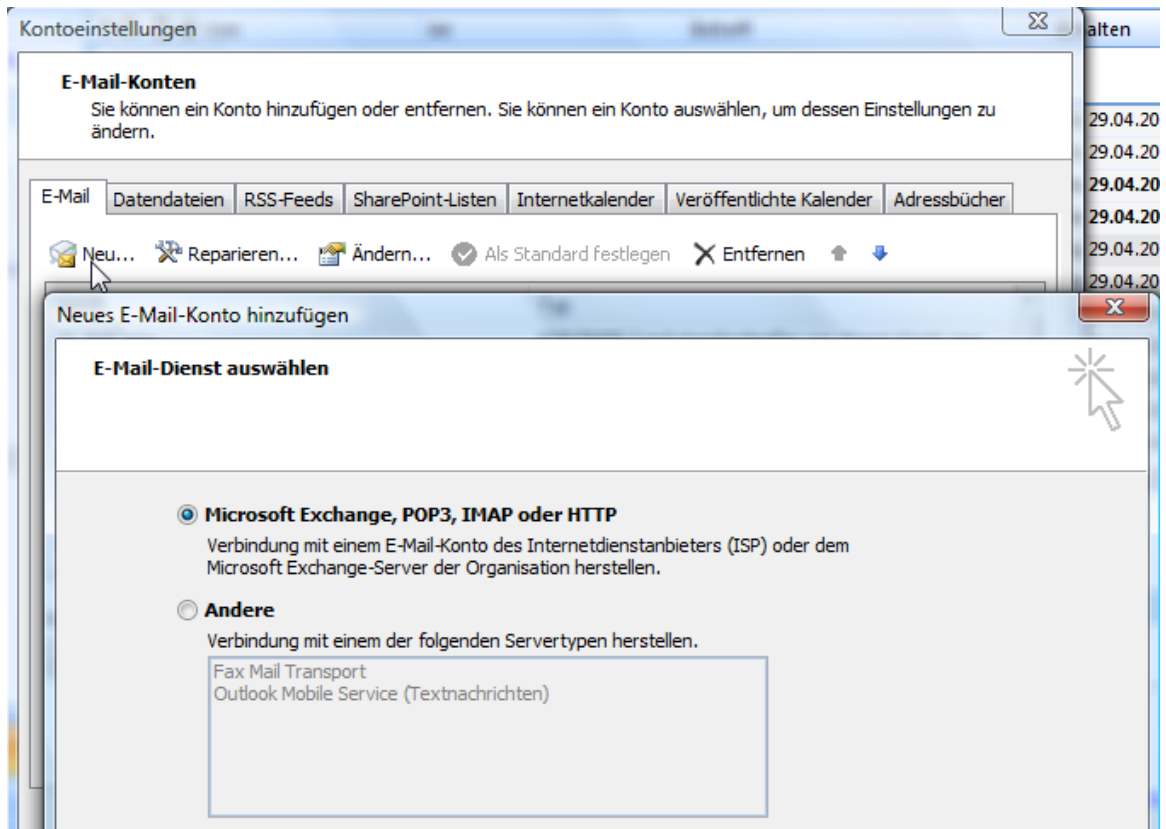 Kontoeinstellungen
alten
E-Mail-Konten
Sie können ein Konto hinzufügen oder entfernen. Sie können ein Konto auswählen, um dessen Einstellungen zu
ändern.
29.04.20
29.04.20
29.04.20
29.04.20
29.04.20
29.04.20
E-Mail Datendateien RSS-Feeds SharePoint-Listen Internetkalender Veröffentlichte Kalender Adressbücher
Neu... Reparieren... Ändern... Als Standard festlegen Entfernen
Neues E-Mail-Konto hinzufügen
E-Mail-Dienst auswählen
Microsoft Exchange, POP3, IMAP oder HTTP
Verbindung mit einem E-Mail-Konto des Internetdienstanbieters (ISP) oder dem
Microsoft Exchange-Server der Organisation herstellen.
Andere
Verbindung mit einem der folgenden Servertypen herstellen.
Fax Mail Transport
Outlook Mobile Service (Textnachrichten)